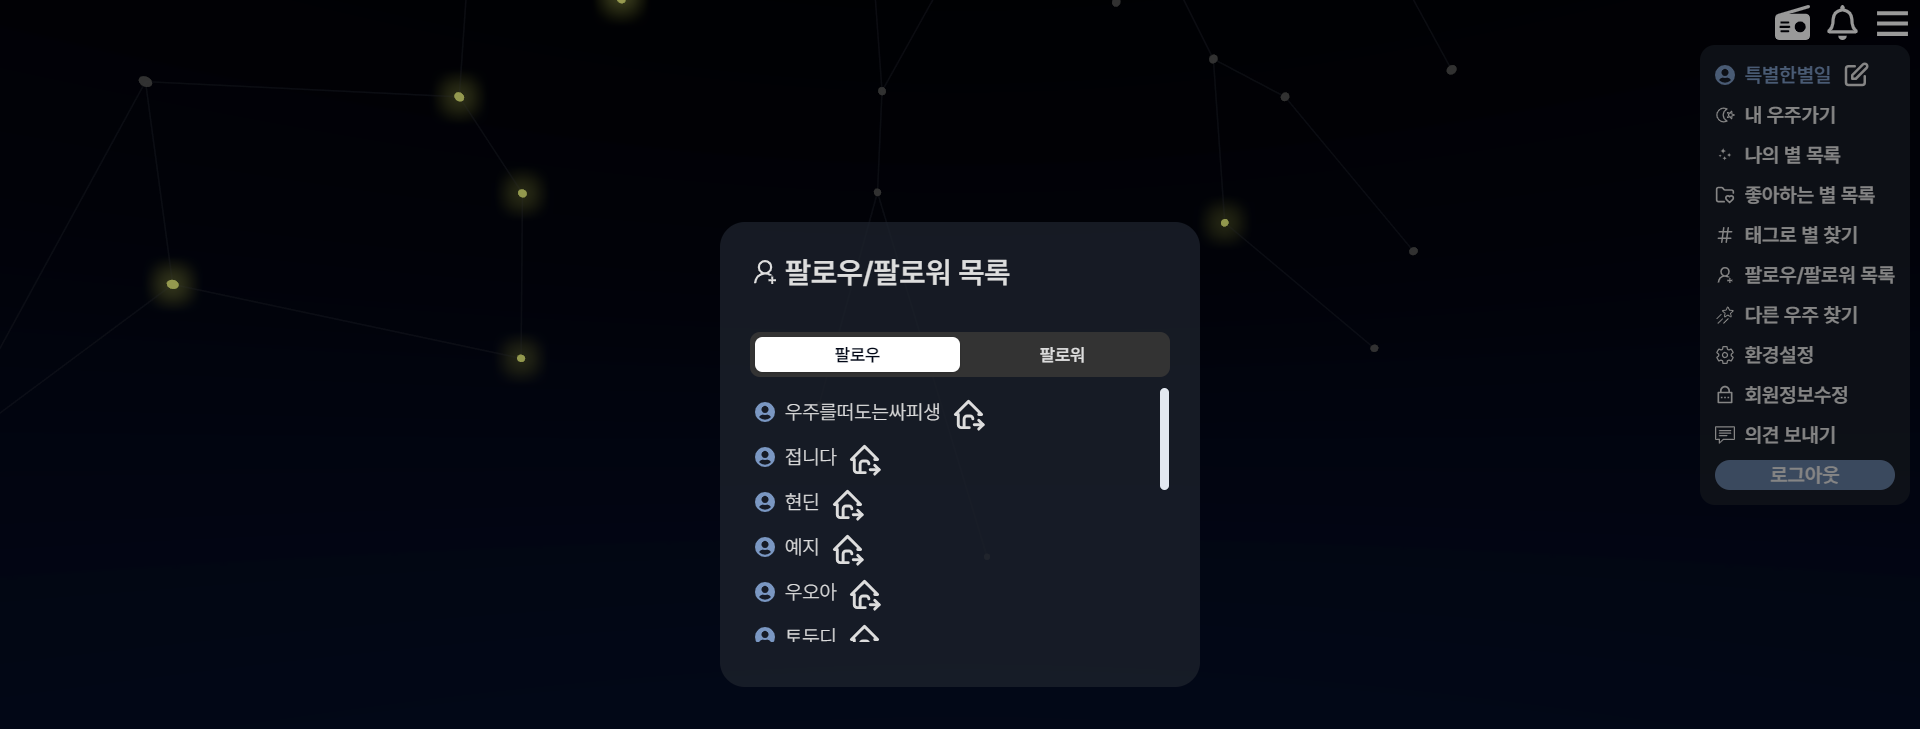 특별한별일
내 우주가기
나의 별 목록
좋아하는 별 목록
# 태그로 별 찾기
팔로우/팔로워 목록
다른 우주 찾기
환경설정
회원정보수정
의견 보내기
로그아웃
팔로우/팔로워 목록
팔로우 팔로워
우주를떠도는싸피생
접니다
현딘
예지
우오아